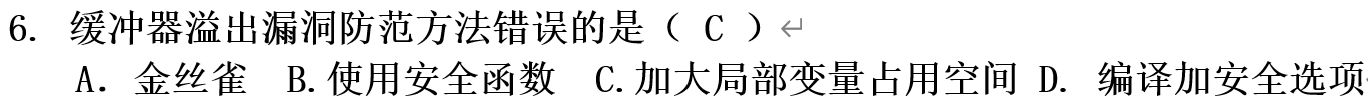 6. 缓冲器溢出漏洞防范方法错误的是（ C ）↵
A. 金丝雀 B.使用安全函数 C.加大局部变量占用空间 D. 编译加安全选项